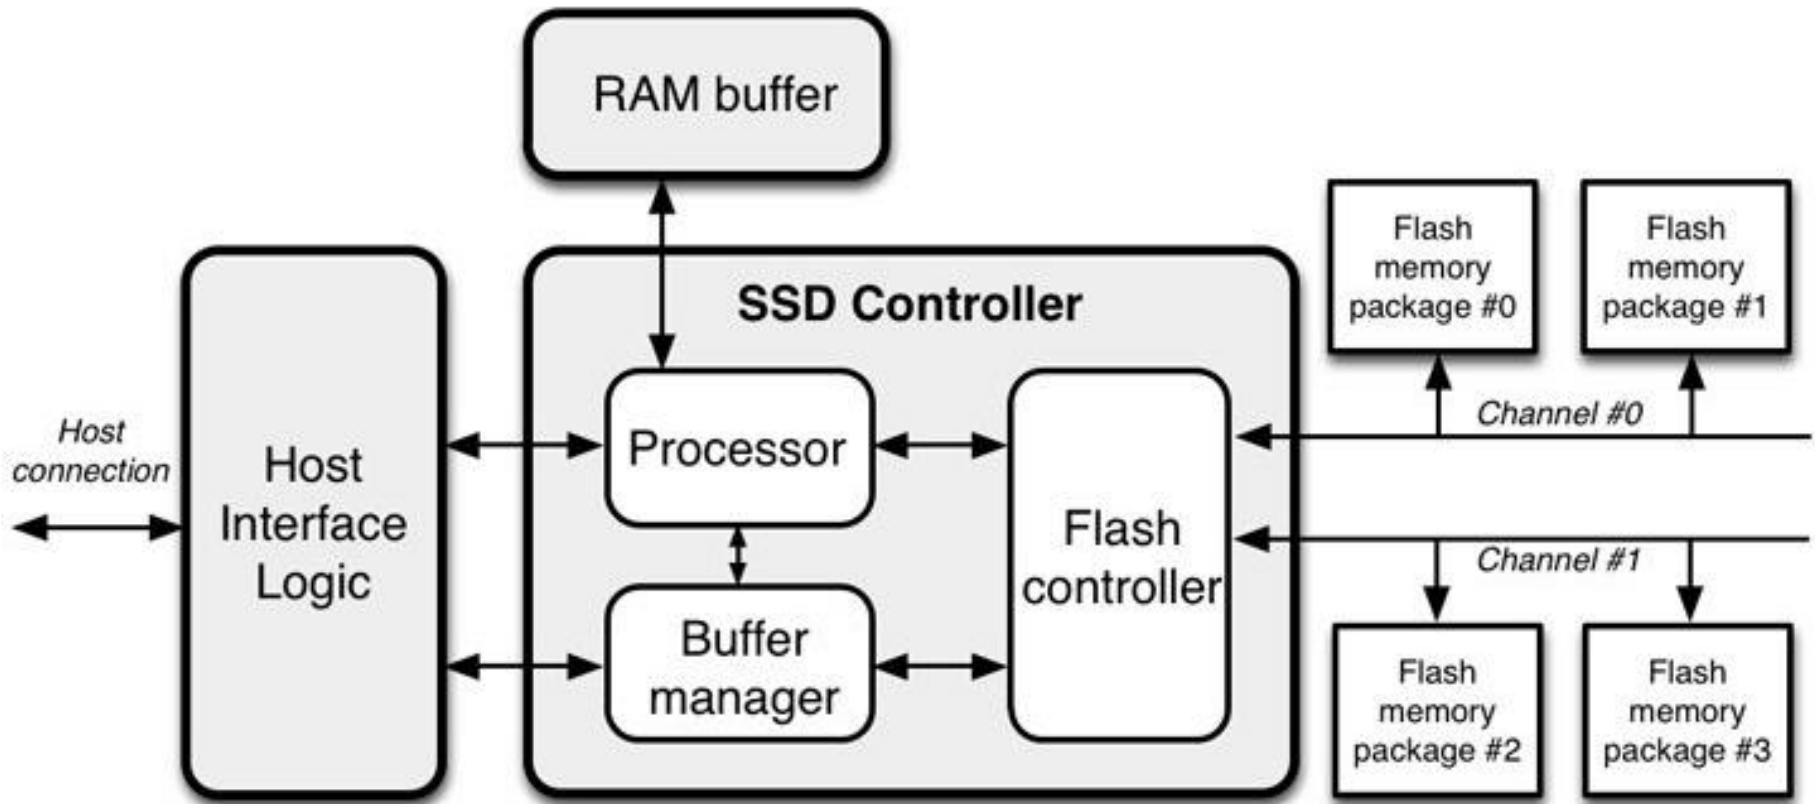 RAM buffer
SSD Controller
Host
connection
Host
Interface
Logic
Processor
Buffer
manager
Flash
controller
Flash
memory
package #0
Flash
memory
package #1
Channel #0
Channel #1
Flash
memory
package #2
Flash
memory
package #3